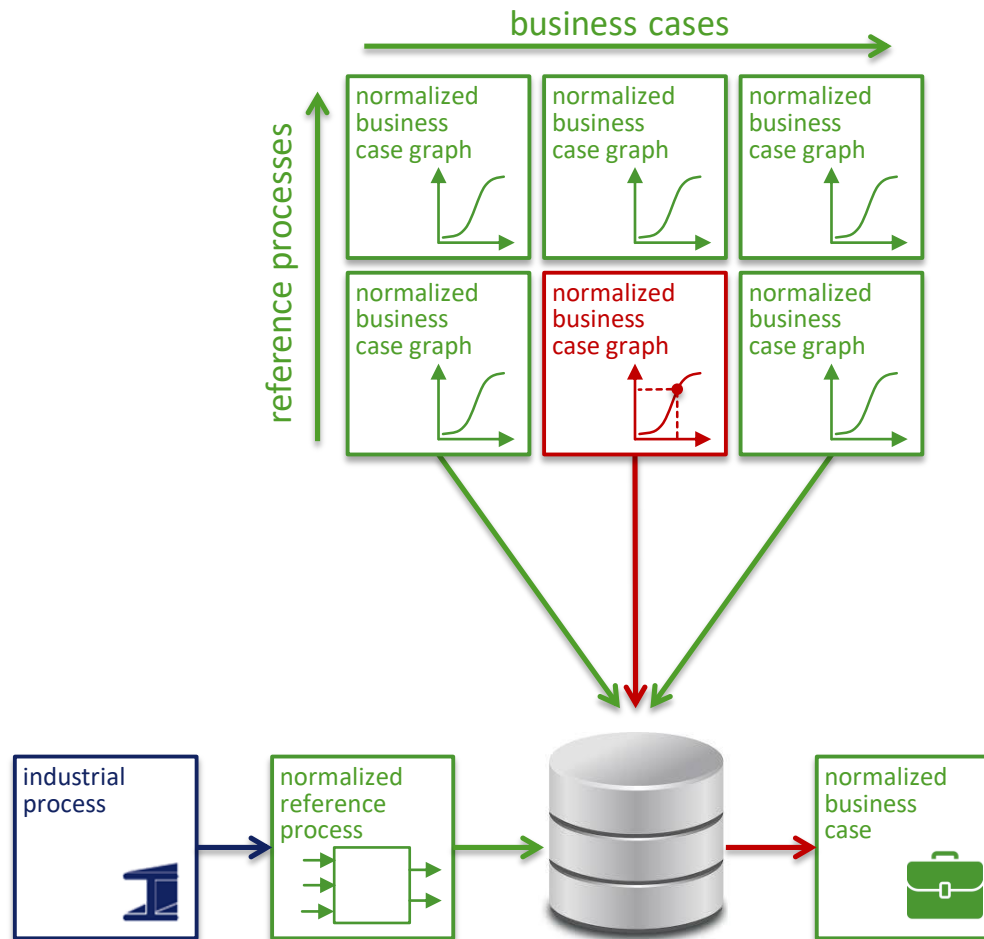 business cases
reference processes
normalized
business
case graph
normalized
business
case graph
normalized
business
case graph
normalized
business
case graph
normalized
business
case graph
normalized
business
case graph
industrial
process
normalized
reference
process
normalized
business
case